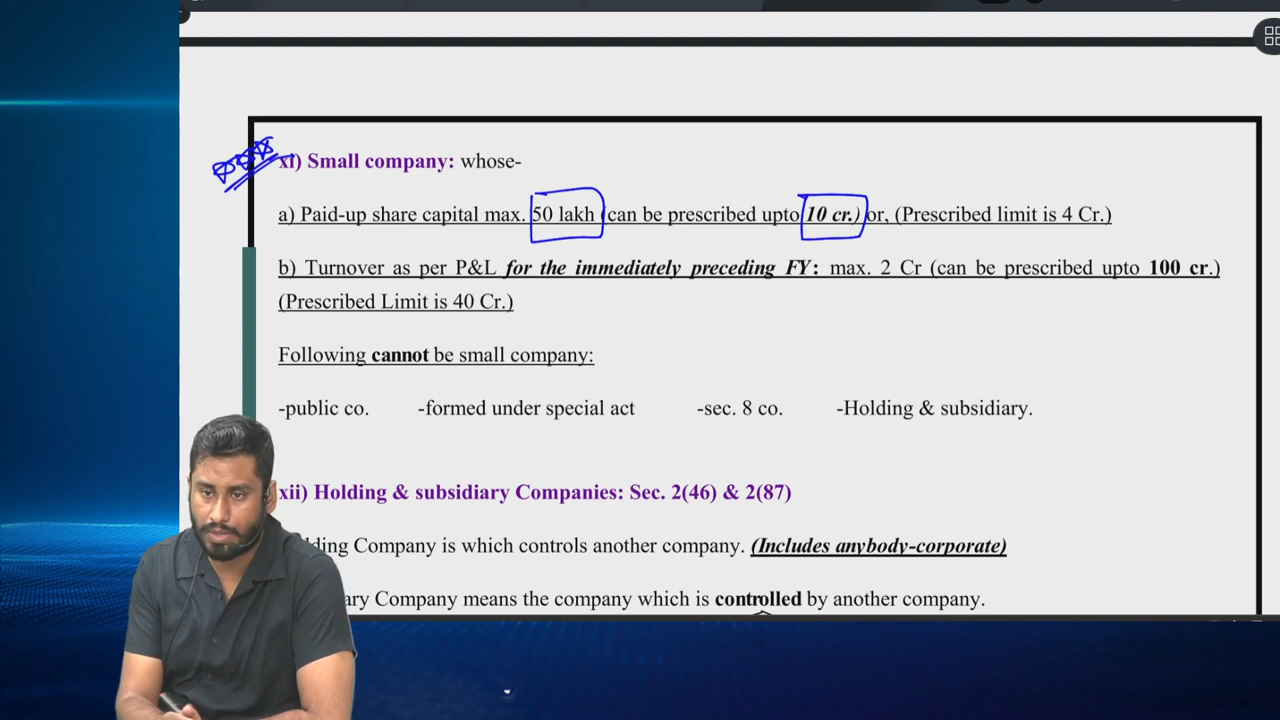 xi) Small company: whose-
a) Paid-up share capital max. 50 lakh (can be prescribed upto 10 cr.) or, (Prescribed limit is 4 Cr.)
b) Turnover as per P&L for the immediately preceding FY: max. 2 Cr (can be prescribed upto 100 cr.)
(Prescribed Limit is 40 Cr.)
Following cannot be small company:
-public co. -formed under special act -sec. 8 co. -Holding & subsidiary.
xii) Holding & subsidiary Companies: Sec. 2(46) & 2(87)
lding Company is which controls another company. (Includes anybody-corporate)
ary Company means the company which is controlled by another company.